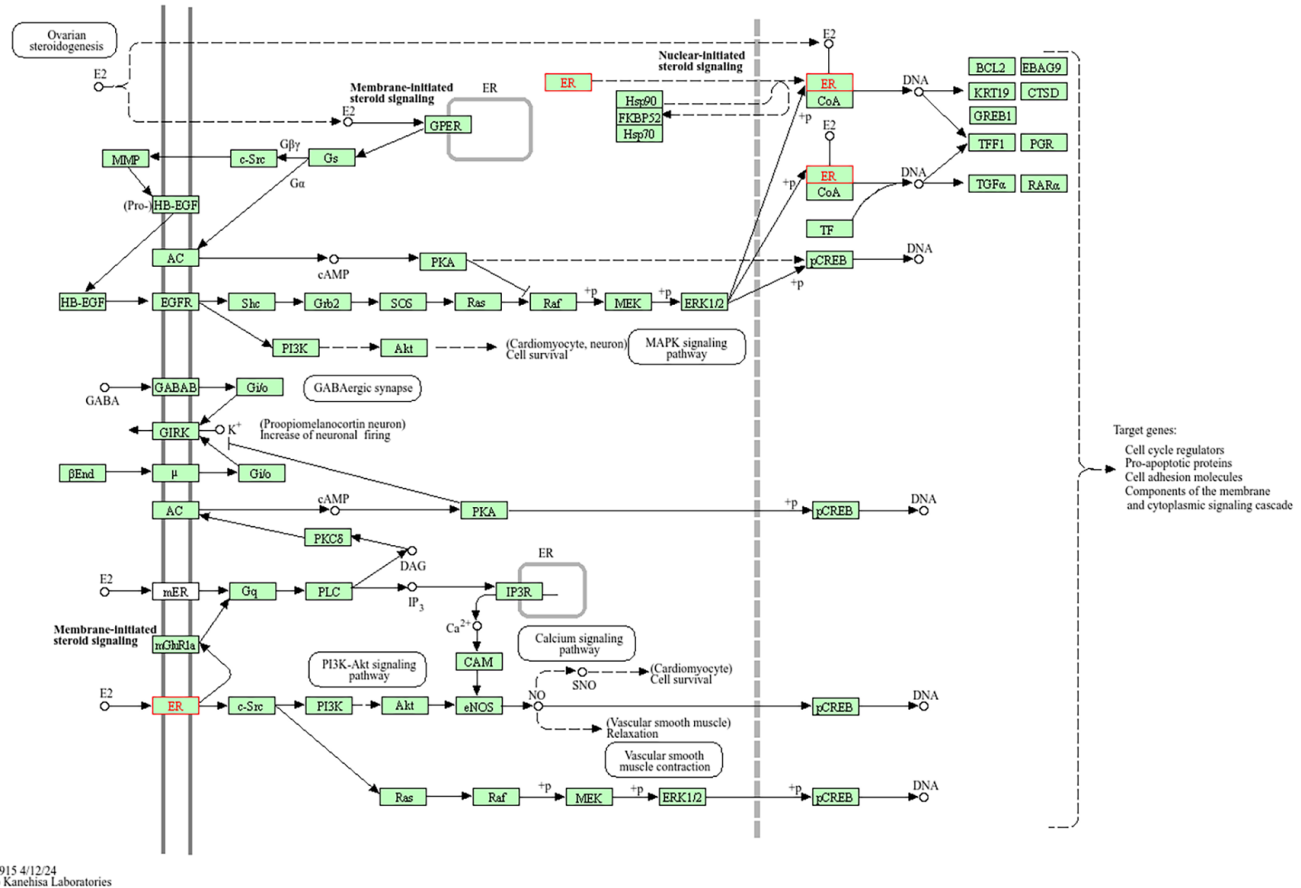 Ovarian
steroidogenesis
E2
E2
Nuclear-initiated
steroid signaling
Membrane-initiated
steroid signaling
ER
ER
E2
GPER
Hsp90
FKBP52
Hsp70
ER
CoA
+p
DNA
BCL2
EBAG9
KRT19
CTSD
GREB1
TFF1
PGR
MMP
c-Src
Gβγ
Gs
Gα
E2
+p
ER
CoA
DNA
TGFα
RARα
(Pro-)
HB-EGF
TF
AC
cAMP
PKA
pCREB
DNA
+p
HB-EGF
EGFR
Shc
Grb2
SOS
Ras
Raf
+p
MEK
+p
ERK1/2
PI3K
Akt
(Cardiomyocyte, neuron)
Cell survival
MAPK signaling
pathway
GABA
GABAB
Gi/o
GABAergic synapse
GIRK
K+
(Proopiomelanocortin neuron)
Increase of neuronal firing
βEnd
μ
Gi/o
Target genes:
Cell cycle regulators
Pro-apoptotic proteins
Cell adhesion molecules
Components of the membrane
and cytoplasmic signaling cascade
AC
cAMP
PKA
+p
pCREB
DNA
PKCδ
DAG
E2
mER
Gq
PLC
IP3
IP3R
ER
Ca2+
Membrane-initiated
steroid signaling
mGluR1a
CAM
Calcium signaling
pathway
PI3K-Akt signaling
pathway
E2
ER
c-Src
PI3K
Akt
eNOS
NO
SNO
(Cardiomyocyte)
Cell survival
(Vascular smooth muscle)
Relaxation
pCREB
DNA
Vascular smooth
muscle contraction
Ras
Raf
+p
MEK
+p
ERK1/2
+p
pCREB
DNA
915 4/12/24
Kanehisa Laboratories